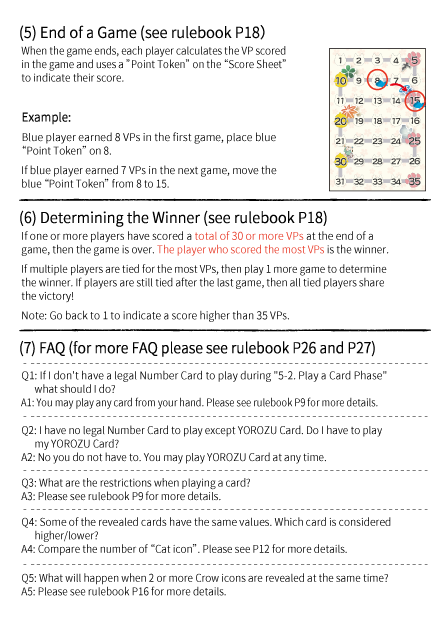 (5) End of a Game (see rulebook P18)
When the game ends, each player calculates the VP scored
in the game and uses a "Point Token" on the "Score Sheet"
to indicate their score.
Example:
Blue player earned 8 VPs in the first game, place blue
"Point Token" on 8.
If blue player earned 7 VPs in the next game, move the
blue "Point Token" from 8 to 15.
1 2 3 4 5
10 9 8 7 6
11 12 13 14 15
20 19 18 17 16
21 22 23 24 25
30 29 28 27 26
31 32 33 34 35
(6) Determining the Winner (see rulebook P18)
If one or more players have scored a total of 30 or more VPs at the end of a
game, then the game is over. The player who scored the most VPs is the winner.
If multiple players are tied for the most VPs, then play 1 more game to determine
the winner. If players are still tied after the last game, then all tied players share
the victory!
Note: Go back to 1 to indicate a score higher than 35 VPs.
(7) FAQ (for more FAQ please see rulebook P26 and P27)
Q1: If I don't have a legal Number Card to play during "5-2. Play a Card Phase"
what should I do?
A1: You may play any card from your hand. Please see rulebook P9 for more details.
Q2: I have no legal Number Card to play except YOROZU Card. Do I have to play
my YOROZU Card?
A2: No you do not have to. You may play YOROZU Card at any time.
Q3: What are the restrictions when playing a card?
A3: Please see rulebook P9 for more details.
Q4: Some of the revealed cards have the same values. Which card is considered
higher/lower?
A4: Compare the number of "Cat icon". Please see P12 for more details.
Q5: What will happen when 2 or more Crow icons are revealed at the same time?
A5: Please see rulebook P16 for more details.